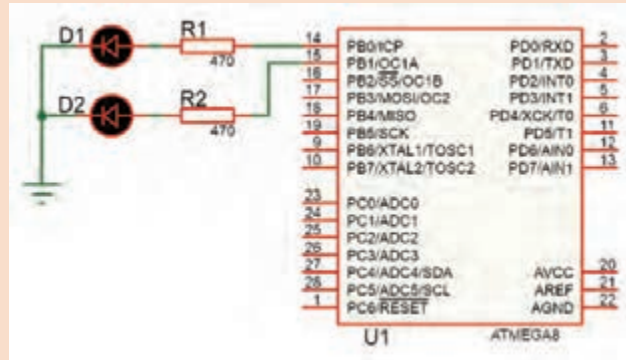 D1
R1
470
D2
R2
470
14 PB0/ICP
15 PB1/OC1A
16 PB2/SS/OC1B
17 PB3/MOSI/OC2
18 PB4/MISO
19 PB5/SCK
9 PB6/XTAL1/TOSC1
10 PB7/XTAL2/TOSC2
23 PC0/ADC0
24 PC1/ADC1
25 PC2/ADC2
26 PC3/ADC3
27 PC4/ADC4/SDA
28 PC5/ADC5/SCL
1 PC6/RESET
PD0/RXD 2
PD1/TXD 3
PD2/INT0 4
PD3/INT1 5
PD4/XCK/T0 6
PD5/T1 11
PD6/AIN0 12
PD7/AIN1 13
AVCC 20
AREF 21
AGND 22
U1
ATMEGA8